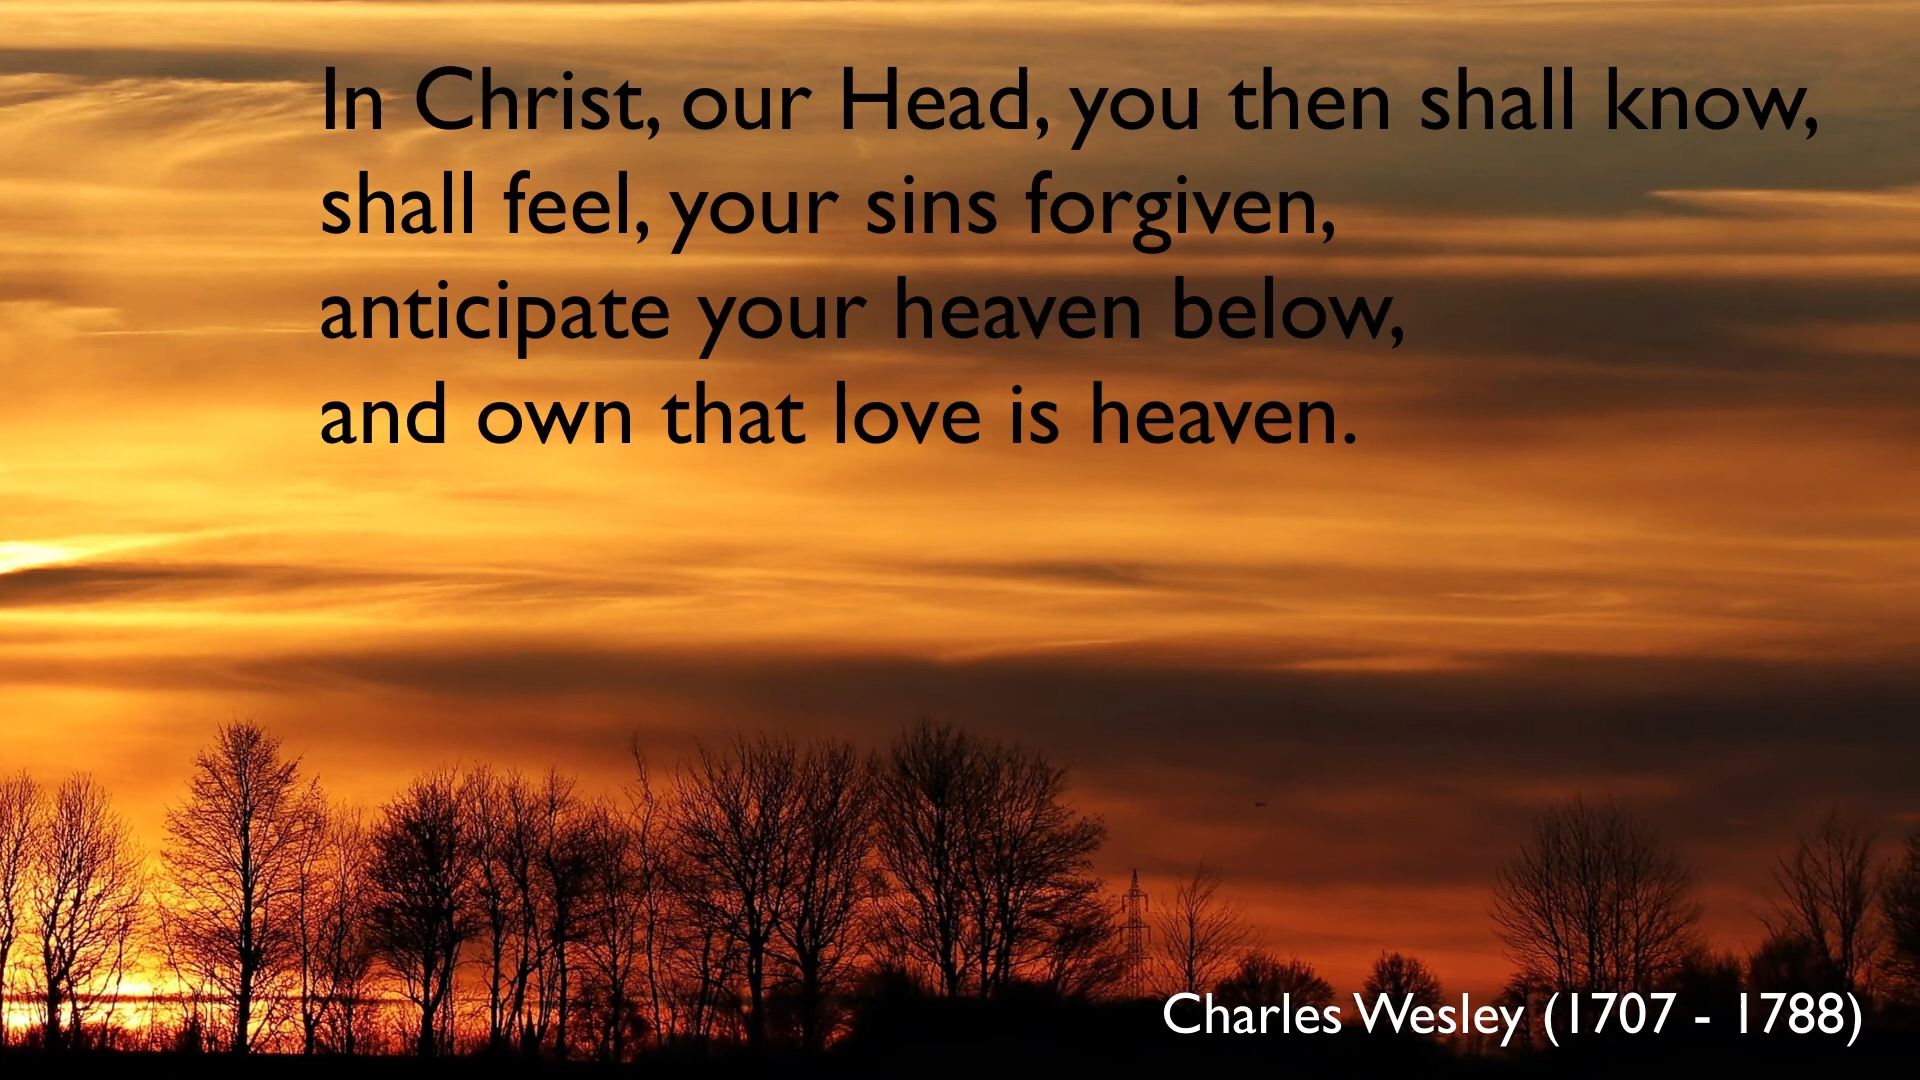 In Christ, our Head, you then shall know,
shall feel, your sins forgiven,
anticipate your heaven below,
and own that love is heaven.
Charles Wesley (1707 - 1788)